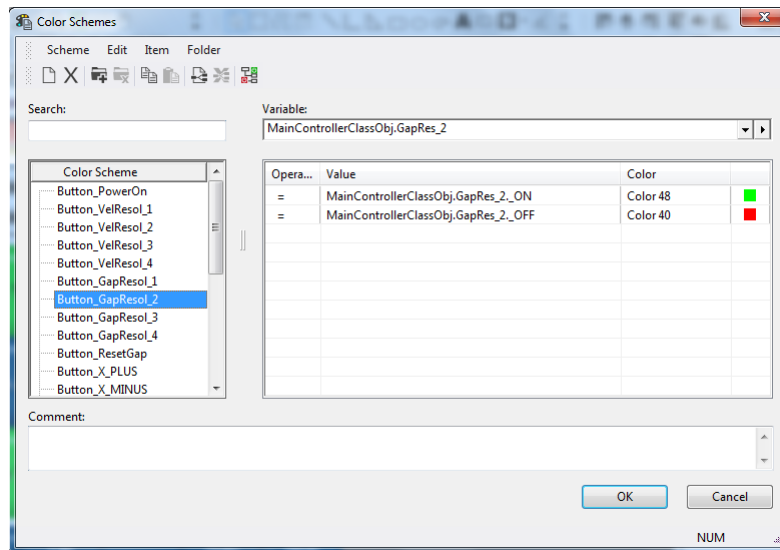 Color Schemes
Scheme Edit Item Folder
Search:
Variable:
MainControllerClassObj.GapRes_2
Color Scheme
Button_PowerOn
Button_VelResol_1
Button_VelResol_2
Button_VelResol_3
Button_VelResol_4
Button_GapResol_1
Button_GapResol_2
Button_GapResol_3
Button_GapResol_4
Button_ResetGap
Button_X_PLUS
Button_X_MINUS
Opera... Value Color
= MainControllerClassObj.GapRes_2._ON Color 48
= MainControllerClassObj.GapRes_2._OFF Color 40
Comment:
OK Cancel
NUM